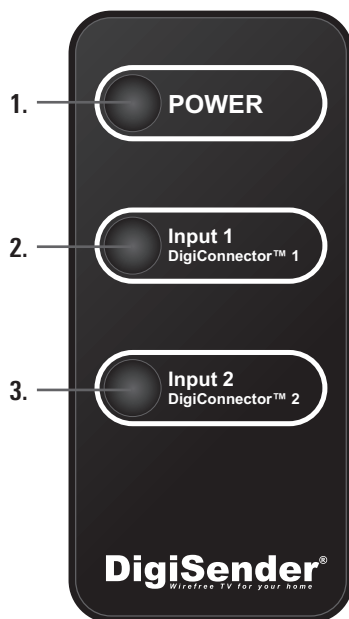 1. POWER
2. Input 1
DigiConnector™ 1
3. Input 2
DigiConnector™ 2
DigiSender®
Wirefree TV for your home